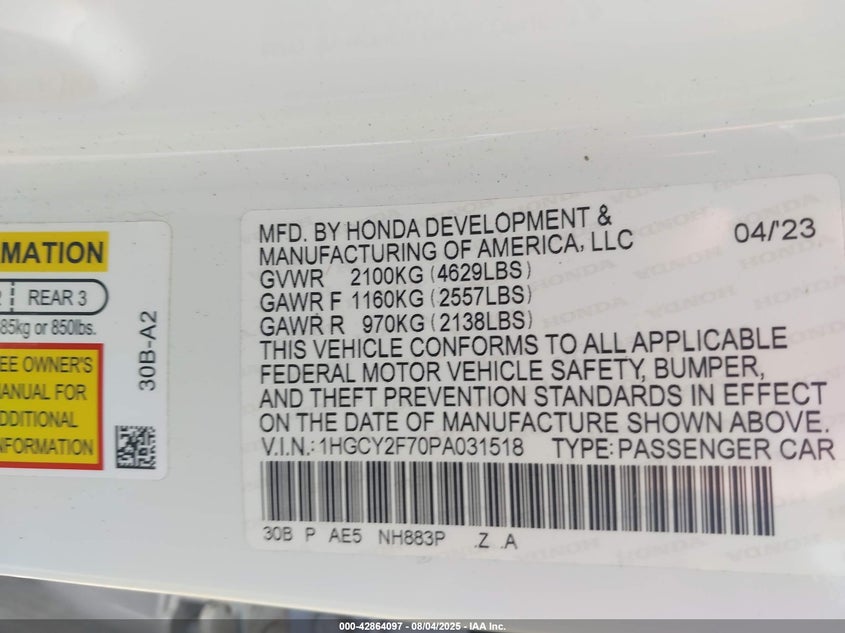 MATION
REAR 3
85kg or 850lbs.
EE OWNER'S
ANUAL FOR
DDITIONAL
NFORMATION
30B-A2
MFD. BY HONDA DEVELOPMENT &
MANUFACTURING OF AMERICA, LLC 04/'23
GVWR 2100KG (4629LBS)
GAWR F 1160KG (2557LBS)
GAWR R 970KG (2138LBS)
THIS VEHICLE CONFORMS TO ALL APPLICABLE
FEDERAL MOTOR VEHICLE SAFETY, BUMPER,
AND THEFT PREVENTION STANDARDS IN EFFECT
ON THE DATE OF MANUFACTURE SHOWN ABOVE.
V.I.N.: 1HGCY2F70PA031518 TYPE: PASSENGER CAR
30B P AE5 NH883P .Z .A
000-42864097 - 08/04/2025 - IAA Inc.